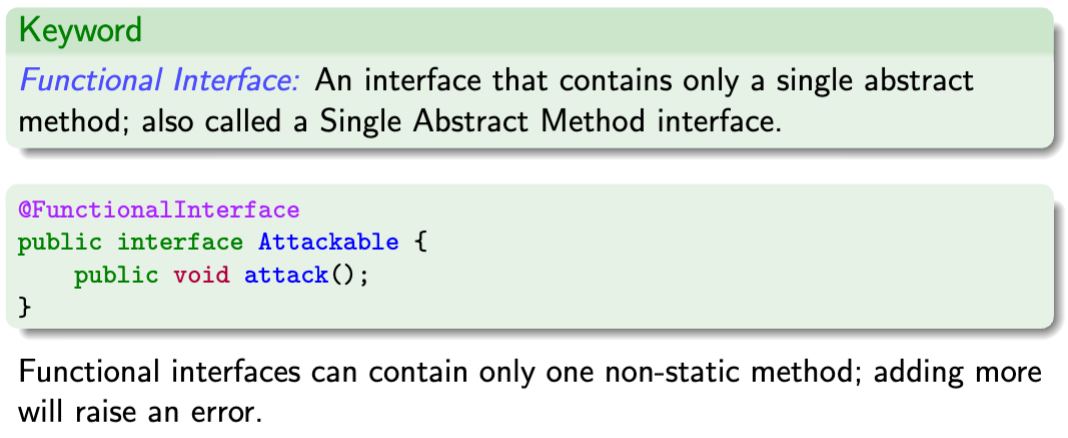 Keyword
Functional Interface: An interface that contains only a single abstract
method; also called a Single Abstract Method interface.
@FunctionalInterface
public interface Attackable {
    public void attack();
}
Functional interfaces can contain only one non-static method; adding more
will raise an error.